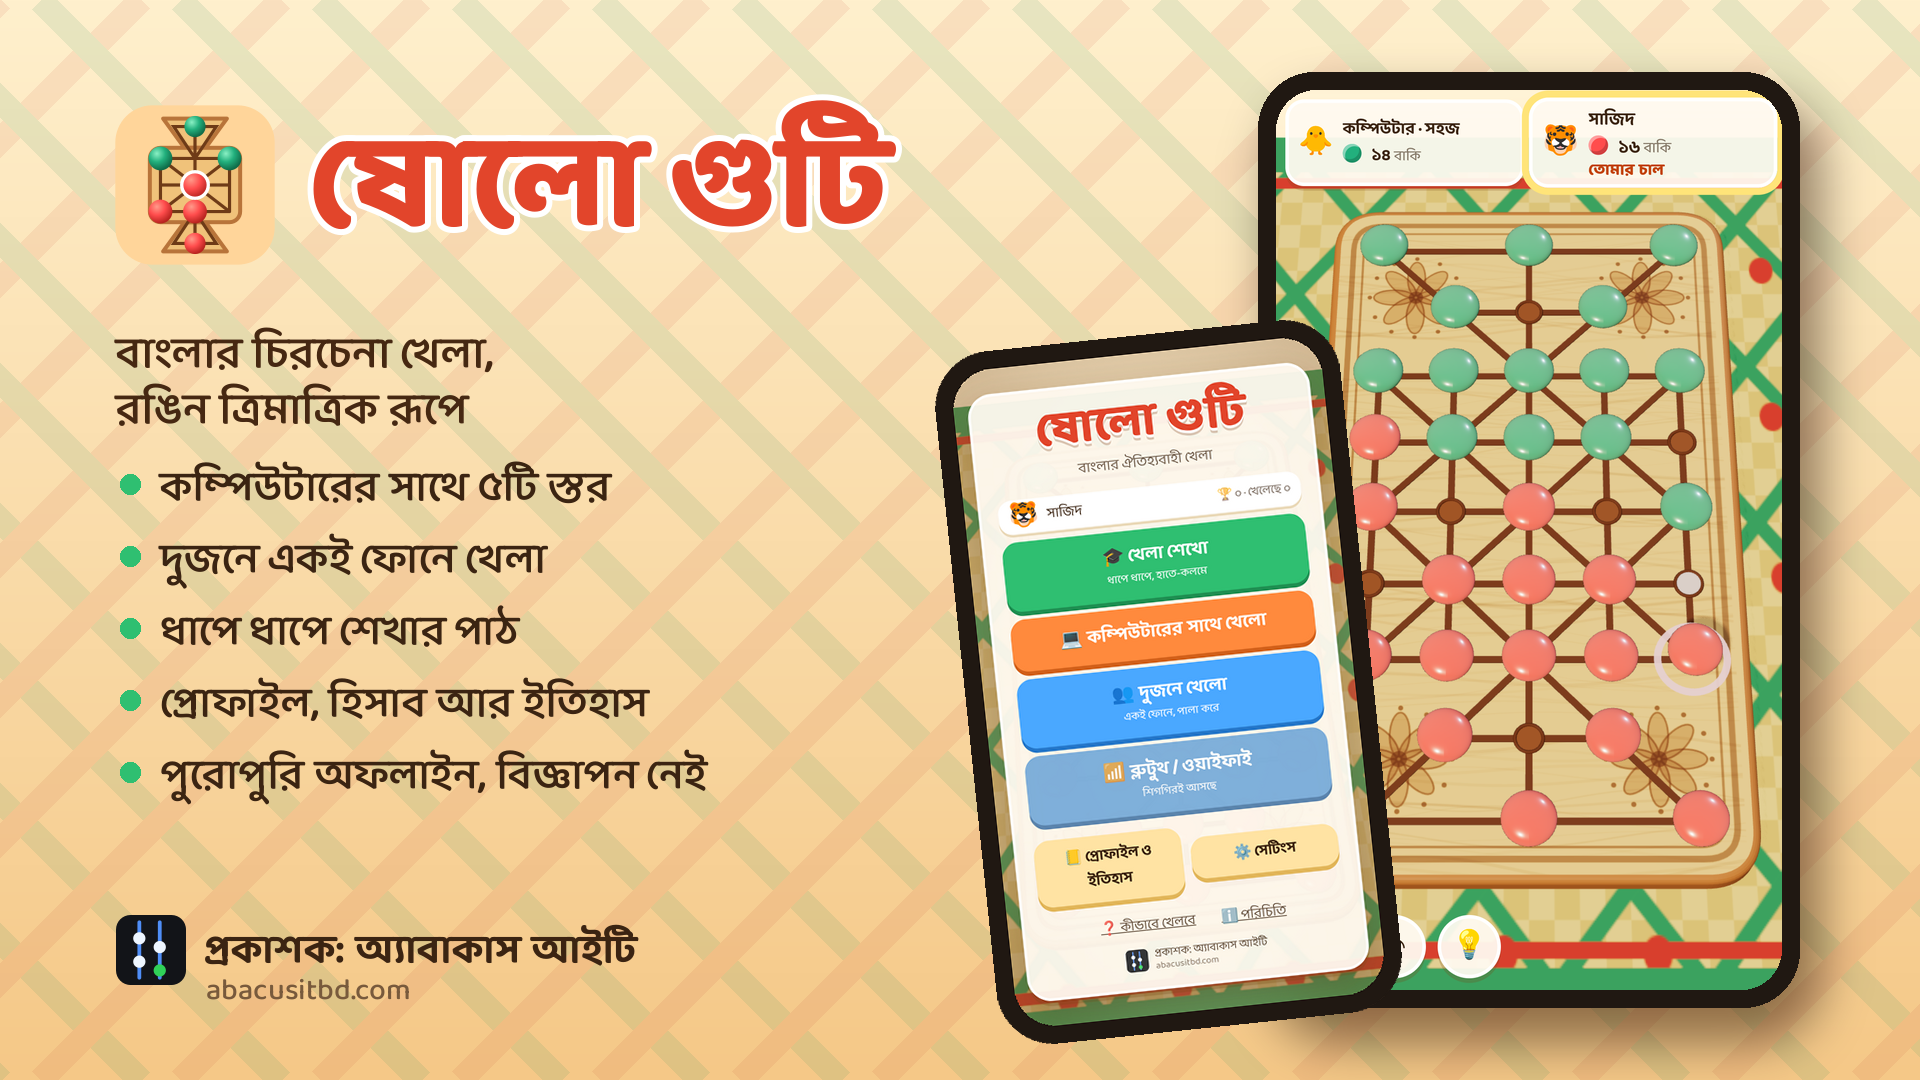 ষোলো গুটি
বাংলার চিরচেনা খেলা,
রঙিন ত্রিমাত্রিক রূপে
কম্পিউটারের সাথে ৫টি স্তর
দুজনে একই ফোনে খেলা
ধাপে ধাপে শেখার পাঠ
প্রোফাইল, হিসাব আর ইতিহাস
পুরোপুরি অফলাইন, বিজ্ঞাপন নেই
প্রকাশক: অ্যাবাকাস আইটি
abacusitbd.com
ষোলো গুটি
বাংলার ঐতিহ্যবাহী খেলা
সাজিদ
০ · খেলেছে ০
খেলা শেখো
ধাপে ধাপে, হাতে-কলমে
কম্পিউটারের সাথে খেলো
দুজনে খেলো
একই ফোনে, পালা করে
ব্লুটুথ / ওয়াইফাই
শিগগিরই আসছে
প্রোফাইল ও
ইতিহাস
সেটিংস
কীভাবে খেলবে
পরিচিতি
প্রকাশক: অ্যাবাকাস আইটি
abacusitbd.com
কম্পিউটার · সহজ
১৪ বাকি
সাজিদ
১৬ বাকি
তোমার চাল